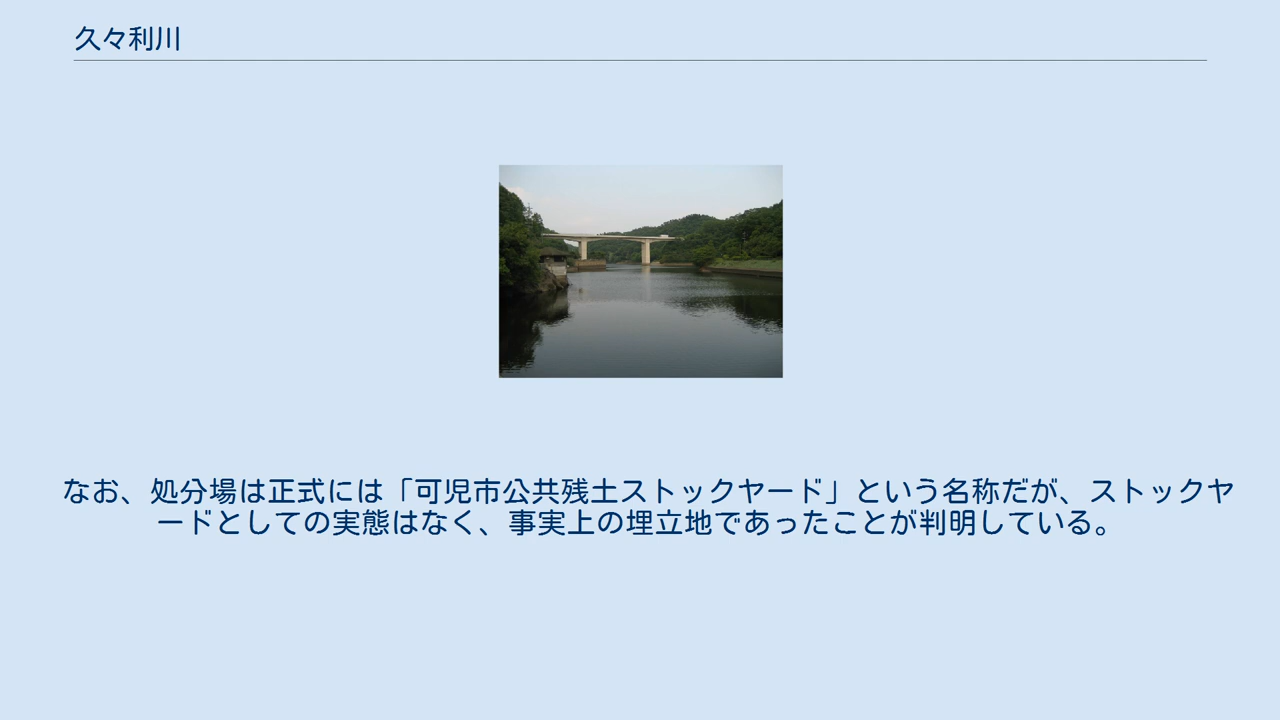 久々利川
なお、処分場は正式には「可児市公共残土ストックヤード」という名称だが、ストックヤ
ードとしての実態はなく、事実上の埋立地であったことが判明している。